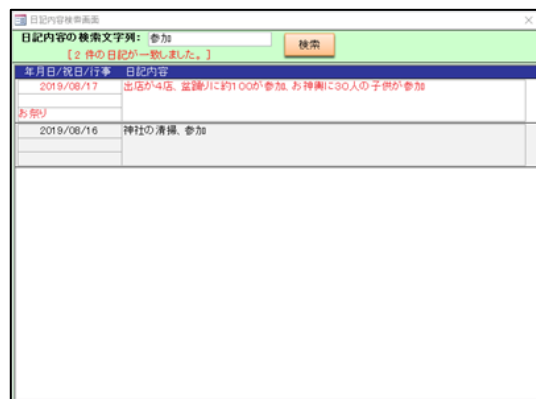 日記内容検索画面
日記内容の検索文字列: 参加
検索
[2 件の日記が一致しました。]
年月日/祝日/行事 日記内容
2019/08/17 出店が4店、盆踊りに約100が参加、お神輿に30人の子供が参加
お祭り
2019/08/16 神社の清掃、参加